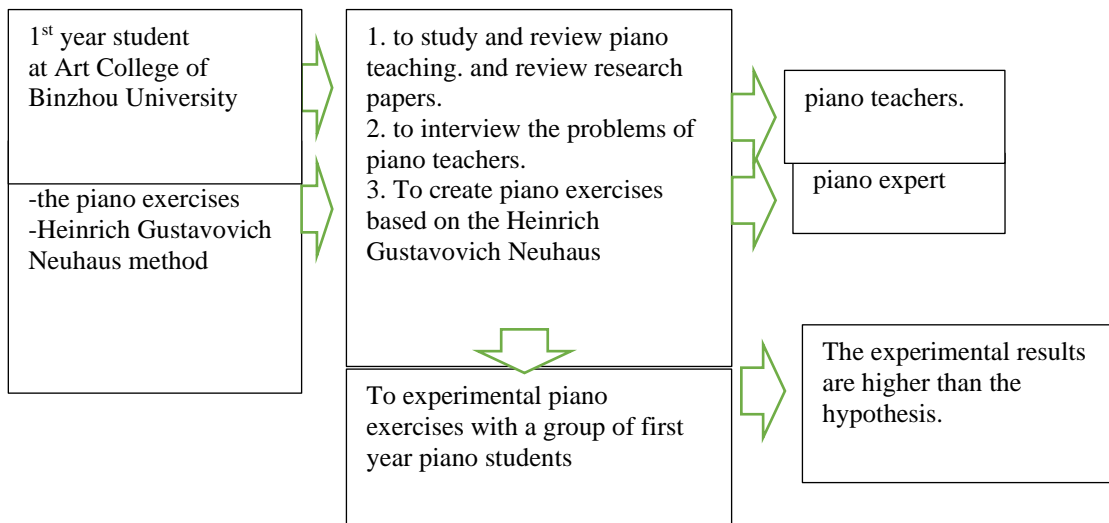 1st year student
at Art College of
Binzhou University
-the piano exercises
-Heinrich Gustavovich
Neuhaus method
1. to study and review piano
teaching. and review research
papers.
2. to interview the problems of
piano teachers.
3. To create piano exercises
based on the Heinrich
Gustavovich Neuhaus
piano teachers.
piano expert
To experimental piano
exercises with a group of first
year piano students
The experimental results
are higher than the
hypothesis.